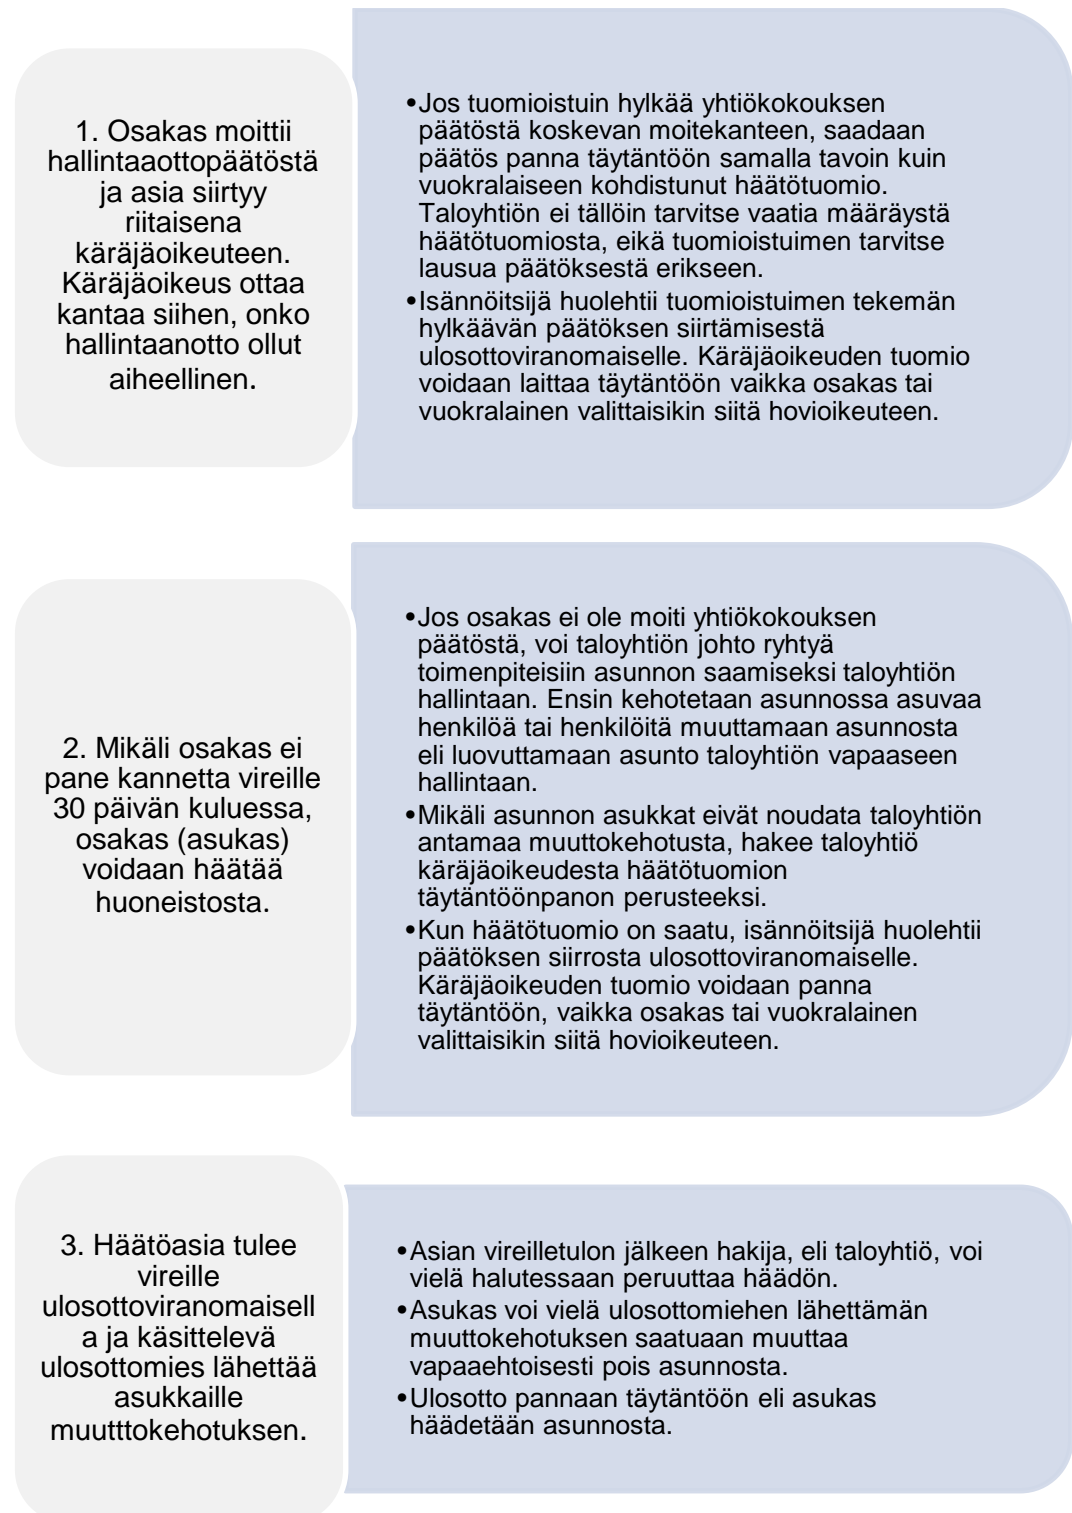 1. Osakas moittii
hallintaaottopäätöstä
ja asia siirtyy
riitaisena
käräjäoikeuteen.
Käräjäoikeus ottaa
kantaa siihen, onko
hallintaanotto ollut
aiheellinen.
•Jos tuomioistuin hylkää yhtiökokouksen
päätöstä koskevan moitekanteen, saadaan
päätös panna täytäntöön samalla tavoin kuin
vuokralaiseen kohdistunut häätötuomio.
Taloyhtiön ei tällöin tarvitse vaatia määräystä
häätötuomiosta, eikä tuomioistuimen tarvitse
lausua päätöksestä erikseen.
•Isännöitsijä huolehtii tuomioistuimen tekemän
hylkäävän päätöksen siirtämisestä
ulosottoviranomaiselle. Käräjäoikeuden tuomio
voidaan laittaa täytäntöön vaikka osakas tai
vuokralainen valittaisikin siitä hovioikeuteen.
2. Mikäli osakas ei
pane kannetta vireille
30 päivän kuluessa,
osakas (asukas)
voidaan häätää
huoneistosta.
•Jos osakas ei ole moiti yhtiökokouksen
päätöstä, voi taloyhtiön johto ryhtyä
toimenpiteisiin asunnon saamiseksi taloyhtiön
hallintaan. Ensin kehotetaan asunnossa asuvaa
henkilöä tai henkilöitä muuttamaan asunnosta
eli luovuttamaan asunto taloyhtiön vapaaseen
hallintaan.
•Mikäli asunnon asukkat eivät noudata taloyhtiön
antamaa muuttokehotusta, hakee taloyhtiö
käräjäoikeudesta häätötuomion
täytäntöönpanon perusteeksi.
•Kun häätötuomio on saatu, isännöitsijä huolehtii
päätöksen siirrosta ulosottoviranomaiselle.
Käräjäoikeuden tuomio voidaan panna
täytäntöön, vaikka osakas tai vuokralainen
valittaisikin siitä hovioikeuteen.
3. Häätöasia tulee
vireille
ulosottoviranomaisell
a ja käsittelevä
ulosottomies lähettää
asukkaille
muutttokehotuksen.
•Asian vireilletulon jälkeen hakija, eli taloyhtiö, voi
vielä halutessaan peruuttaa häädön.
•Asukas voi vielä ulosottomiehen lähettämän
muuttokehotuksen saatuaan muuttaa
vapaaehtoisesti pois asunnosta.
•Ulosotto pannaan täytäntöön eli asukas
häädetään asunnosta.